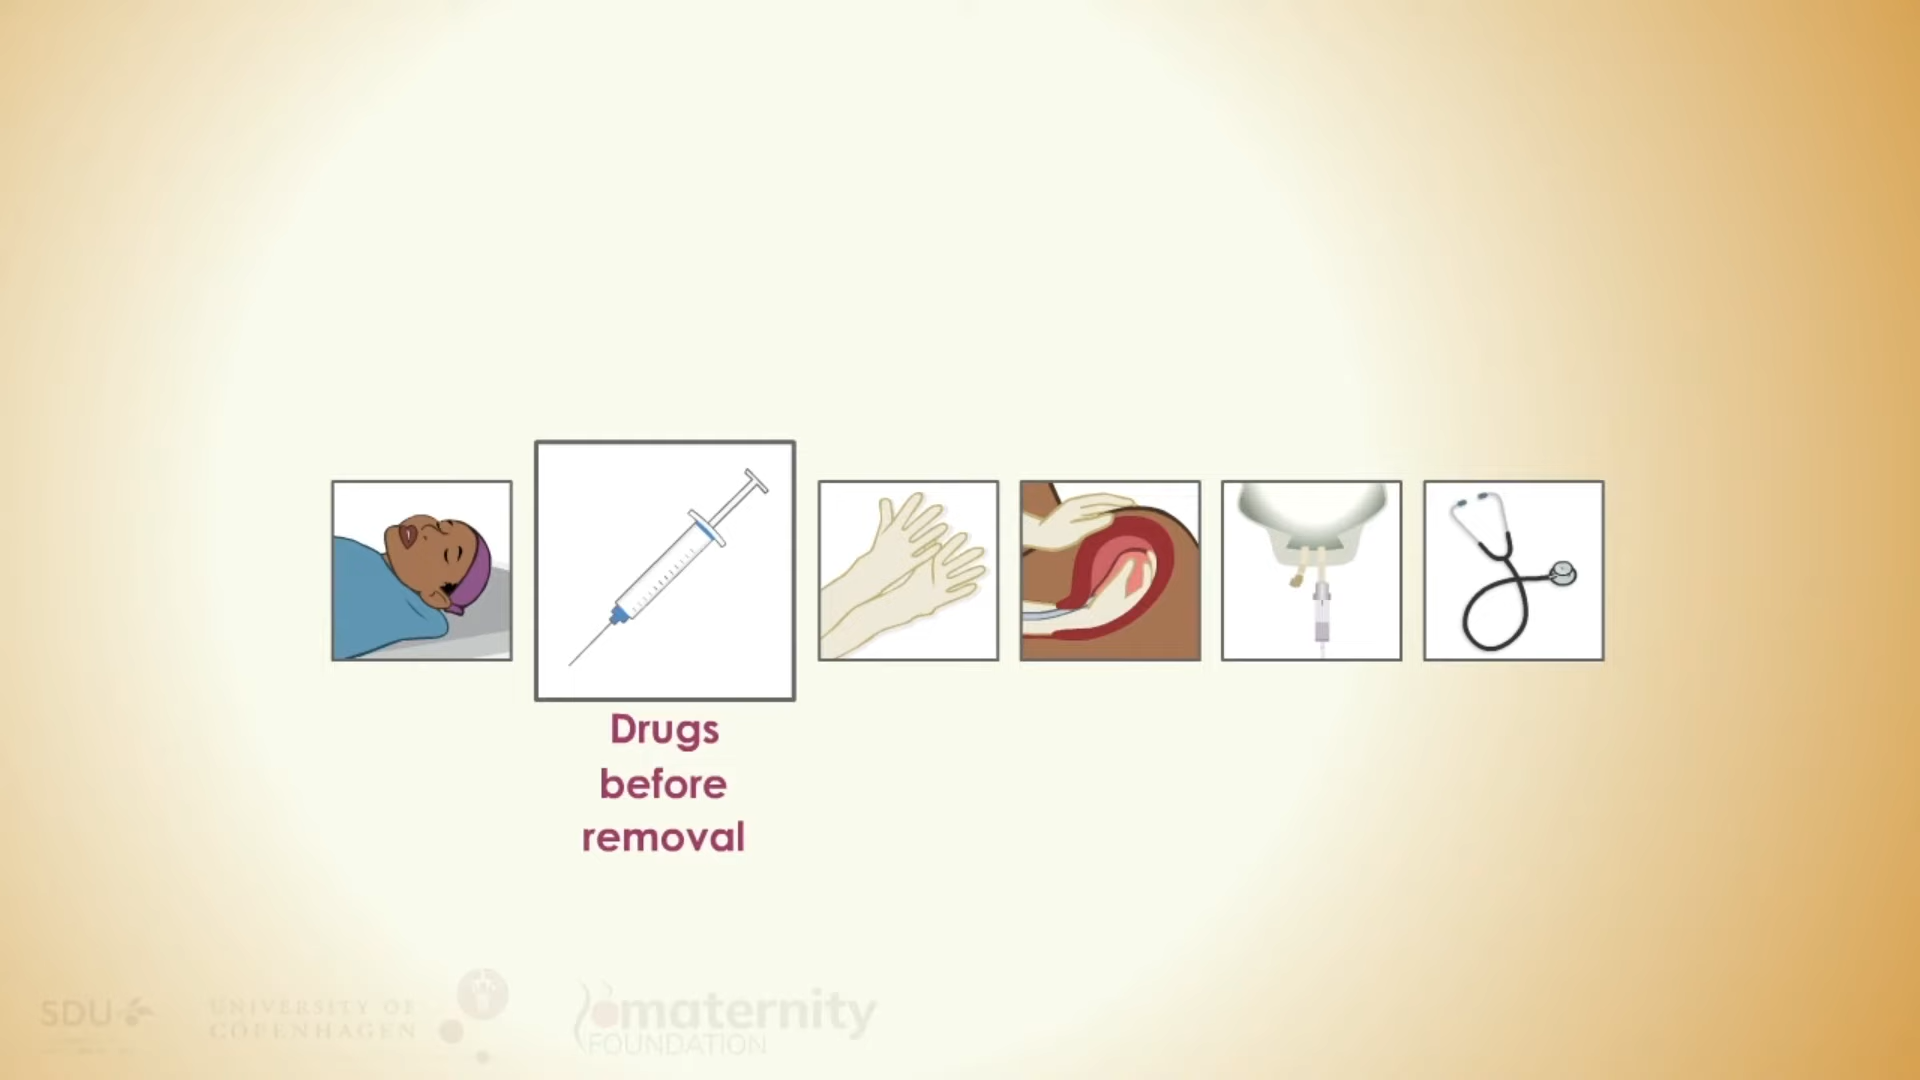 Drugs
before
removal
SDU
UNIVERSITY OF
COPENHAGEN
maternity
FOUNDATION